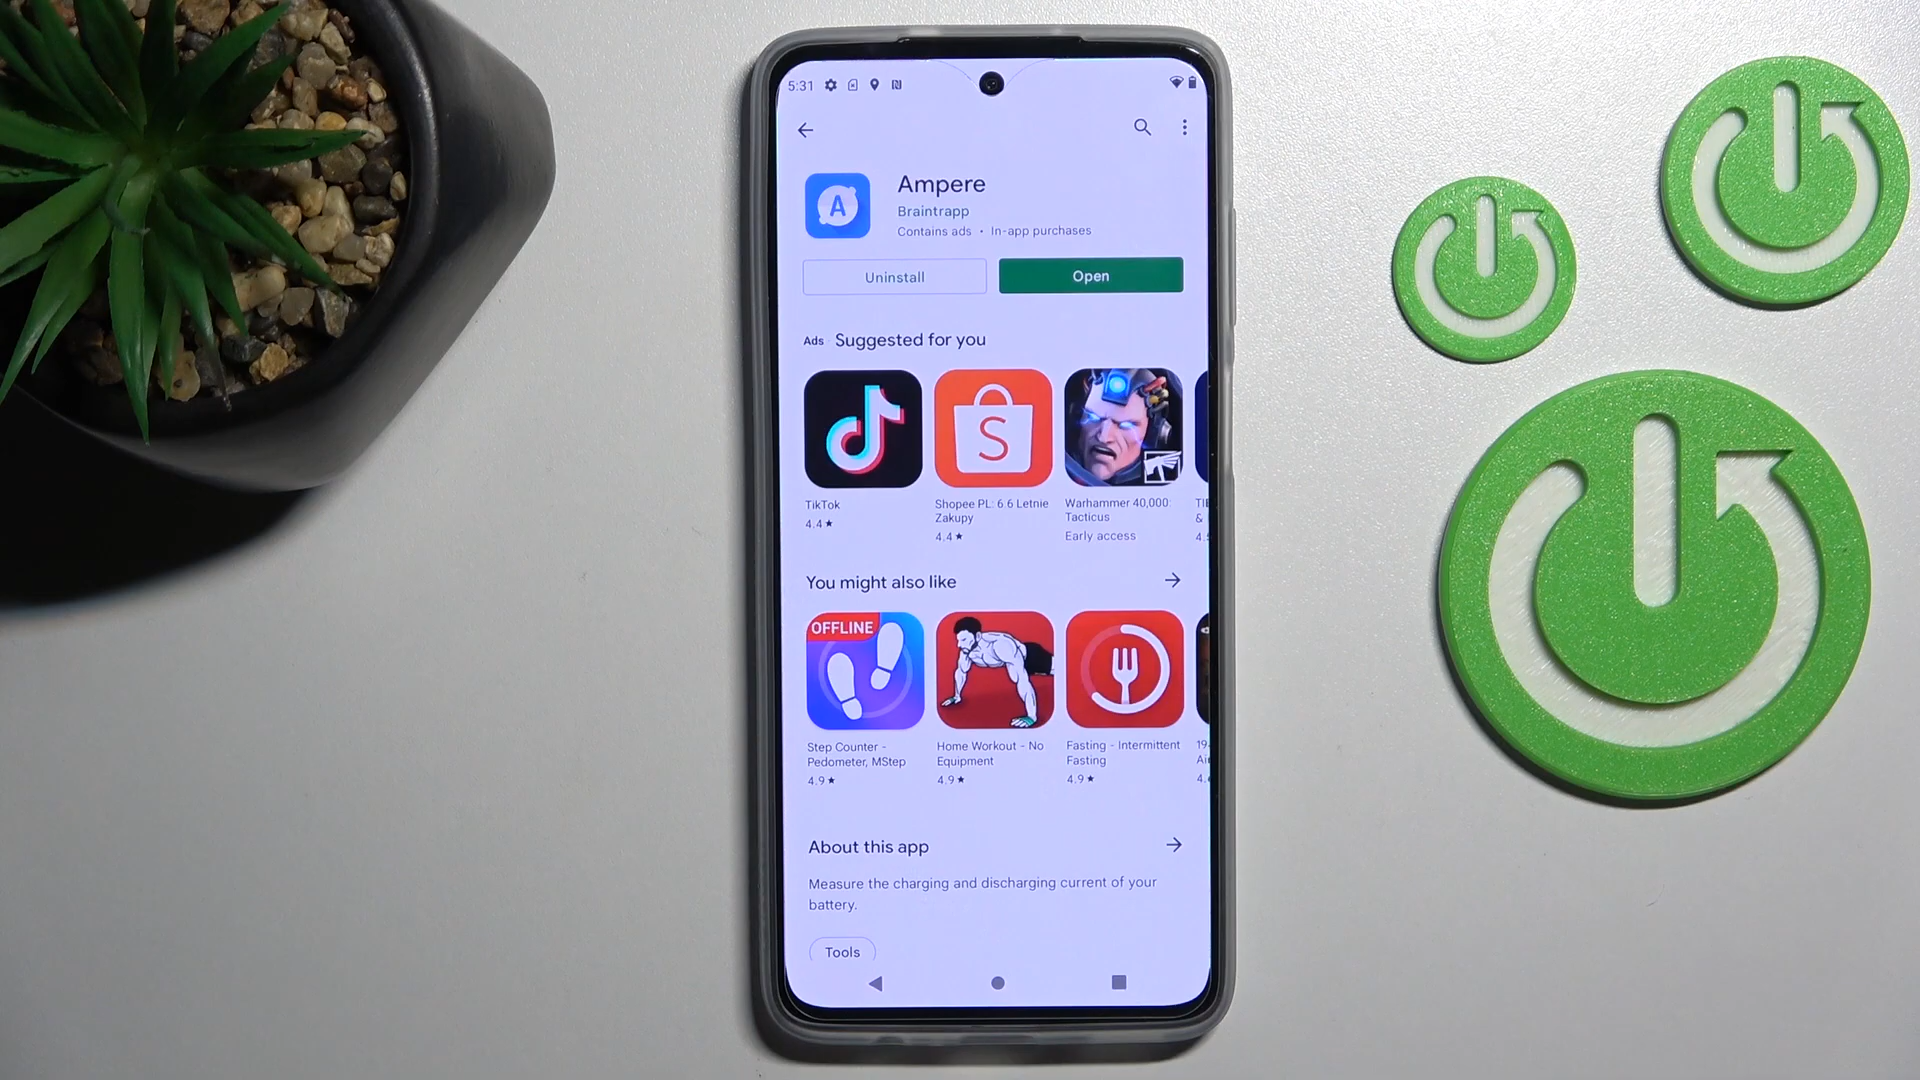 5:31
Ampere
Braintrapp
Contains ads • In-app purchases
Uninstall
Open
Ads · Suggested for you
TikTok
4.4★
Shopee PL: 6.6 Letnie
Zakupy
4.4★
Warhammer 40,000:
Tacticus
Early access
You might also like
OFFLINE
Step Counter -
Pedometer, MStep
4.9★
Home Workout - No
Equipment
4.9★
Fasting - Intermittent
Fasting
4.9★
About this app
Measure the charging and discharging current of your
battery.
Tools